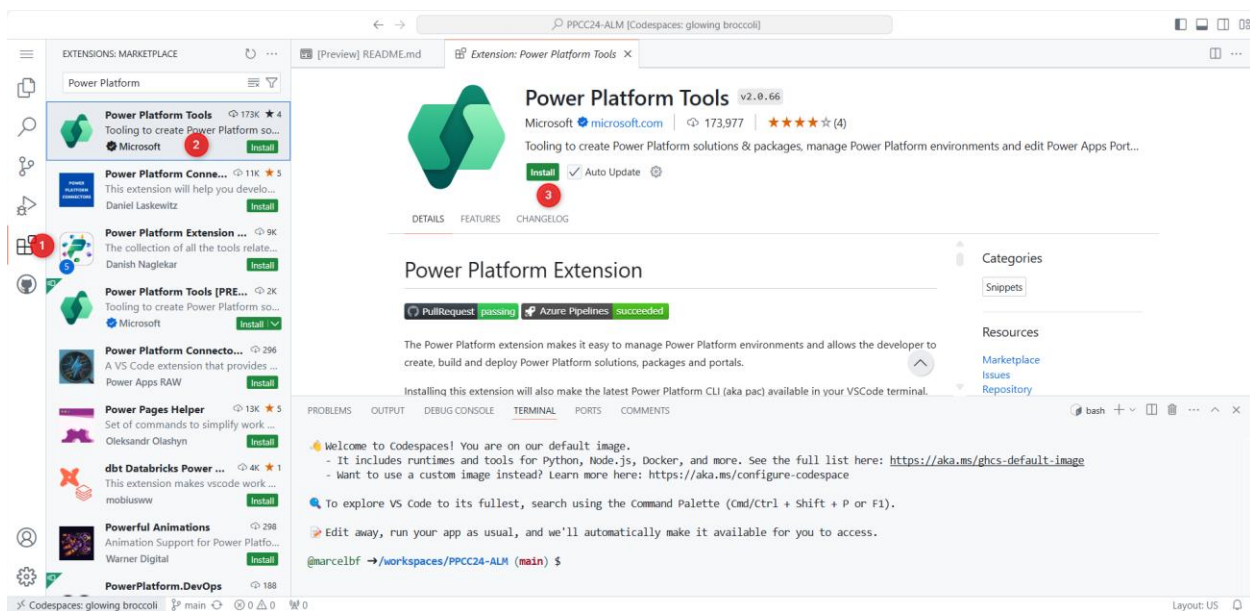 PPCC24-ALM [Codespaces: glowing broccoli]
EXTENSIONS: MARKETPLACE
Power Platform
Power Platform Tools 173K ★ 4
Tooling to create Power Platform so...
Microsoft 2 Install
Power Platform Conne... 11K ★ 5
This extension will help you develo...
Daniel Laskewitz Install
POWER PLATFORM CONNECTORS
Power Platform Extension ... 9K
The collection of all the tools relate...
Danish Naglekar Install
1
5
Power Platform Tools [PRE... 2K
Tooling to create Power Platform so...
Microsoft Install
Power Platform Connecto... 296
A VS Code extension that provides ...
Power Apps RAW Install
Power Pages Helper 13K ★ 5
Set of commands to simplify work ...
Oleksandr Olashyn Install
dbt Databricks Power ... 4K ★ 1
This extension makes vscode work ...
mobiusww Install
Powerful Animations 298
Animation Support for Power Platfo...
Warner Digital Install
PowerPlatform.DevOps 188
[Preview] README.md
Extension: Power Platform Tools ×
Power Platform Tools v2.0.66
Microsoft microsoft.com | 173,977 | ★★★★☆ (4)
Tooling to create Power Platform solutions & packages, manage Power Platform environments and edit Power Apps Port...
Install Auto Update
3
DETAILS FEATURES CHANGELOG
Power Platform Extension
PullRequest passing Azure Pipelines succeeded
The Power Platform extension makes it easy to manage Power Platform environments and allows the developer to
create, build and deploy Power Platform solutions, packages and portals.
Installing this extension will also make the latest Power Platform CLI (aka pac) available in your VSCode terminal.
Categories
Snippets
Resources
Marketplace
Issues
Repository
PROBLEMS OUTPUT DEBUG CONSOLE TERMINAL PORTS COMMENTS
bash
👋 Welcome to Codespaces! You are on our default image.
- It includes runtimes and tools for Python, Node.js, Docker, and more. See the full list here: https://aka.ms/ghcs-default-image
- Want to use a custom image instead? Learn more here: https://aka.ms/configure-codespace
🔍 To explore VS Code to its fullest, search using the Command Palette (Cmd/Ctrl + Shift + P or F1).
📝 Edit away, run your app as usual, and we'll automatically make it available for you to access.
@marcelbf ➜/workspaces/PPCC24-ALM (main) $
Codespaces: glowing broccoli main 0 0 0
Layout: US